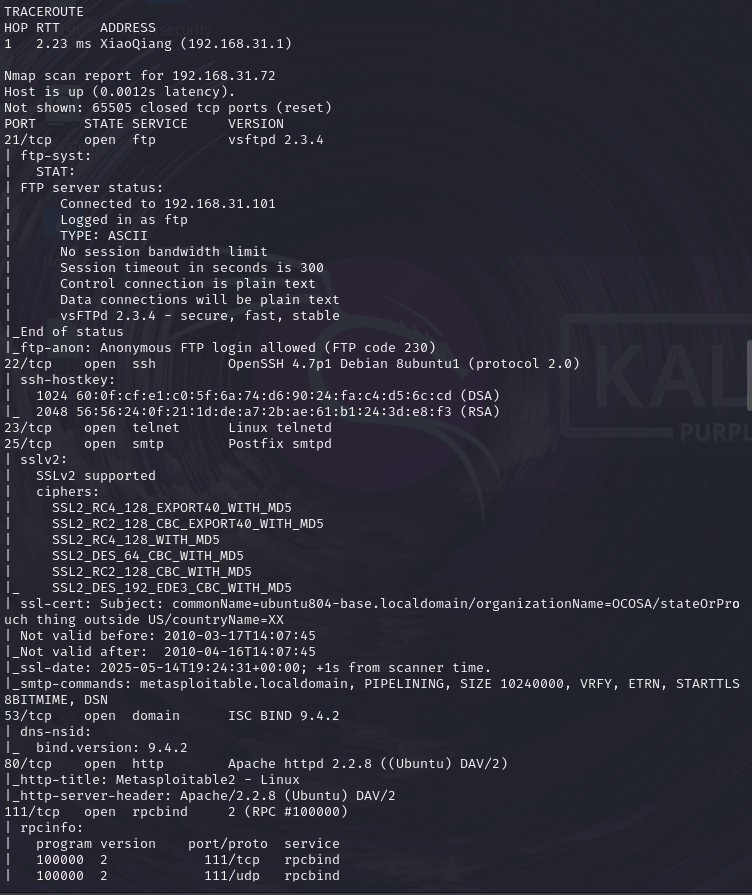 TRACEROUTE
HOP RTT     ADDRESS
1   2.23 ms XiaoQiang (192.168.31.1)

Nmap scan report for 192.168.31.72
Host is up (0.0012s latency).
Not shown: 65505 closed tcp ports (reset)
PORT      STATE SERVICE     VERSION
21/tcp    open  ftp         vsftpd 2.3.4
| ftp-syst:
|   STAT:
| FTP server status:
|      Connected to 192.168.31.101
|      Logged in as ftp
|      TYPE: ASCII
|      No session bandwidth limit
|      Session timeout in seconds is 300
|      Control connection is plain text
|      Data connections will be plain text
|      vsFTPd 2.3.4 - secure, fast, stable
|_End of status
|_ftp-anon: Anonymous FTP login allowed (FTP code 230)
22/tcp    open  ssh         OpenSSH 4.7p1 Debian 8ubuntu1 (protocol 2.0)
| ssh-hostkey:
|   1024 60:0f:cf:e1:c0:5f:6a:74:d6:90:24:fa:c4:d5:6c:cd (DSA)
|_  2048 56:56:24:0f:21:1d:de:a7:2b:ae:61:b1:24:3d:e8:f3 (RSA)
23/tcp    open  telnet      Linux telnetd
25/tcp    open  smtp        Postfix smtpd
| sslv2:
|   SSLv2 supported
|   ciphers:
|     SSL2_RC4_128_EXPORT40_WITH_MD5
|     SSL2_RC2_128_CBC_EXPORT40_WITH_MD5
|     SSL2_RC4_128_WITH_MD5
|     SSL2_DES_64_CBC_WITH_MD5
|     SSL2_RC2_128_CBC_WITH_MD5
|_    SSL2_DES_192_EDE3_CBC_WITH_MD5
| ssl-cert: Subject: commonName=ubuntu804-base.localdomain/organizationName=OCOSA/stateOrPro
uch thing outside US/countryName=XX
| Not valid before: 2010-03-17T14:07:45
|_Not valid after:  2010-04-16T14:07:45
|_ssl-date: 2025-05-14T19:24:31+00:00; +1s from scanner time.
|_smtp-commands: metasploitable.localdomain, PIPELINING, SIZE 10240000, VRFY, ETRN, STARTTLS
8BITMIME, DSN
53/tcp    open  domain      ISC BIND 9.4.2
| dns-nsid:
|_  bind.version: 9.4.2
80/tcp    open  http        Apache httpd 2.2.8 ((Ubuntu) DAV/2)
|_http-title: Metasploitable2 - Linux
|_http-server-header: Apache/2.2.8 (Ubuntu) DAV/2
111/tcp   open  rpcbind     2 (RPC #100000)
| rpcinfo:
|   program version    port/proto  service
|   100000  2            111/tcp   rpcbind
|   100000  2            111/udp   rpcbind
KAL
PURPL